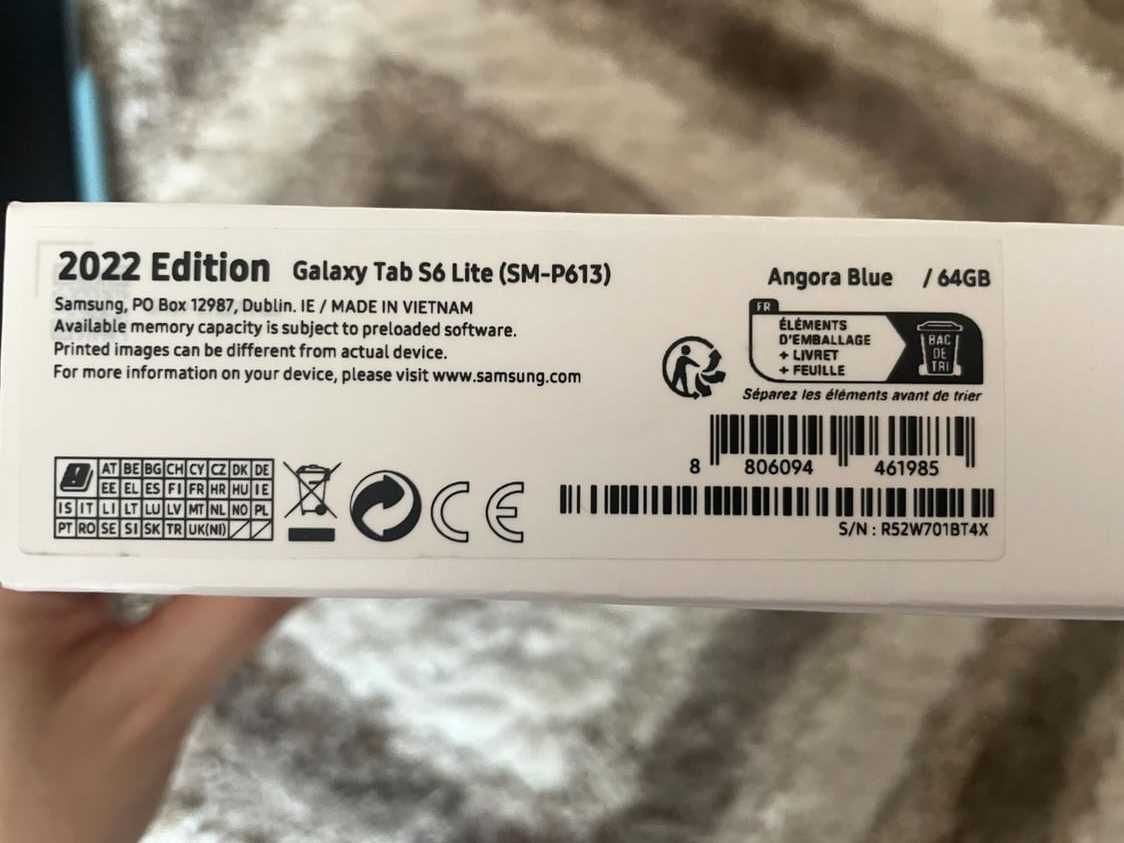 2022 Edition Galaxy Tab S6 Lite (SM-P613)
Angora Blue / 64GB
Samsung, PO Box 12987, Dublin. IE / MADE IN VIETNAM
Available memory capacity is subject to preloaded software.
Printed images can be different from actual device.
For more information on your device, please visit www.samsung.com
FR
ÉLÉMENTS
D'EMBALLAGE
+ LIVRET
+ FEUILLE
BAC
DE
TRI
Séparez les éléments avant de trier
8 806094 461985
AT BE BG CH CY CZ DK DE
EE EL ES FI FR HR HU IE
IS IT LI LT LU LV MT NL NO PL
PT RO SE SI SK TR UK(NI)
CE
S/N : R52W701BT4X